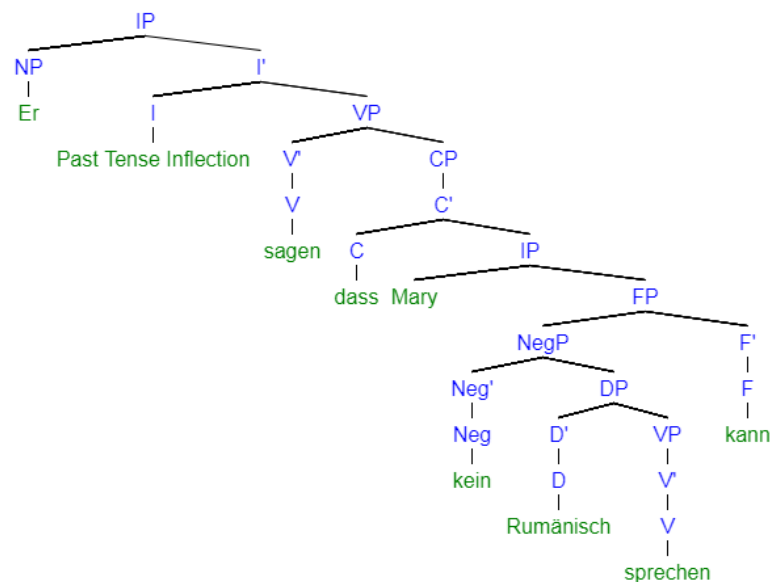 IP
NP I'
Er I VP
Past Tense Inflection V' CP
V C'
sagen C IP
dass Mary FP
NegP F'
Neg' DP F
Neg D' VP kann
kein D V'
Rumänisch V
sprechen